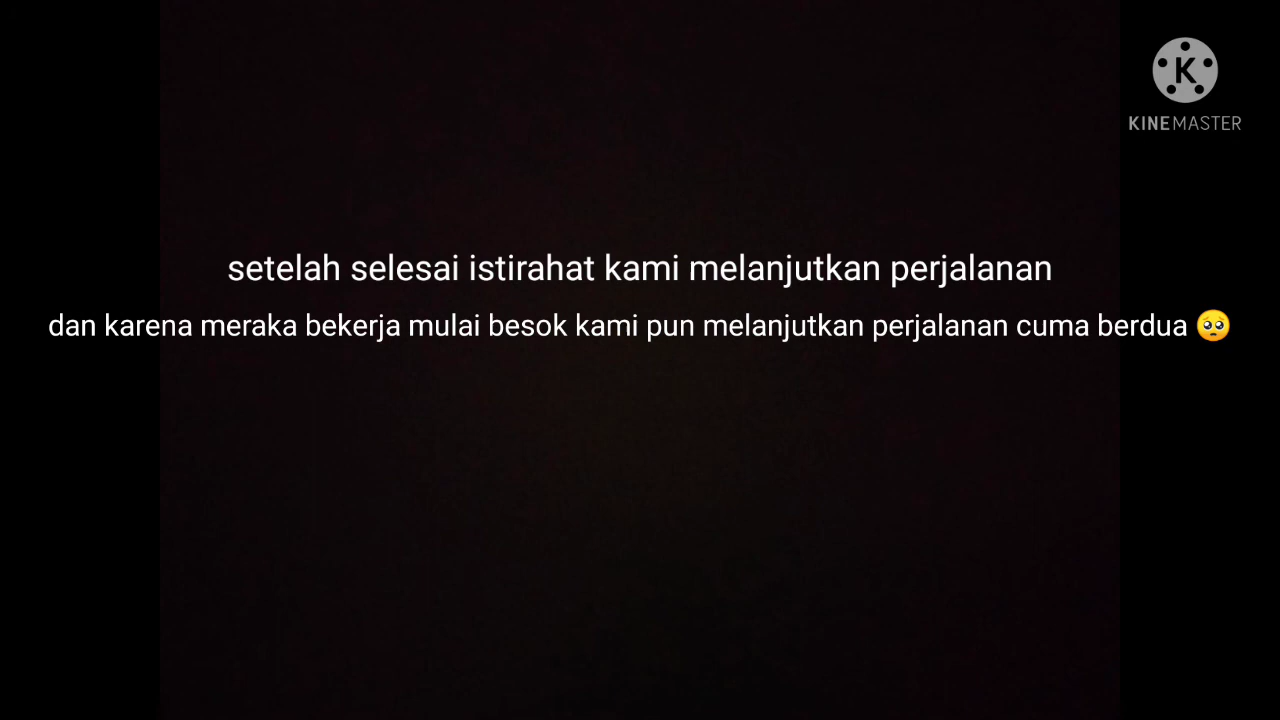 KINEMASTER
setelah selesai istirahat kami melanjutkan perjalanan
dan karena meraka bekerja mulai besok kami pun melanjutkan perjalanan cuma berdua 🥺